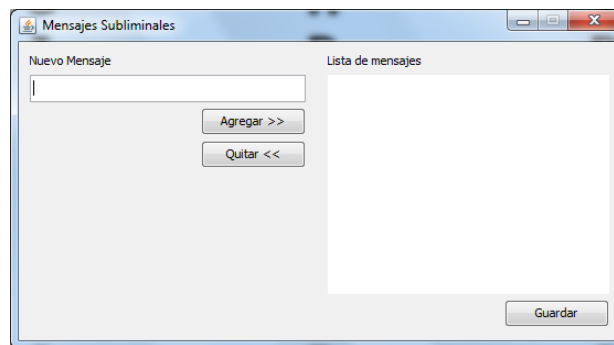 Mensajes Subliminales
Nuevo Mensaje
Lista de mensajes
Agregar >>
Quitar <<
Guardar